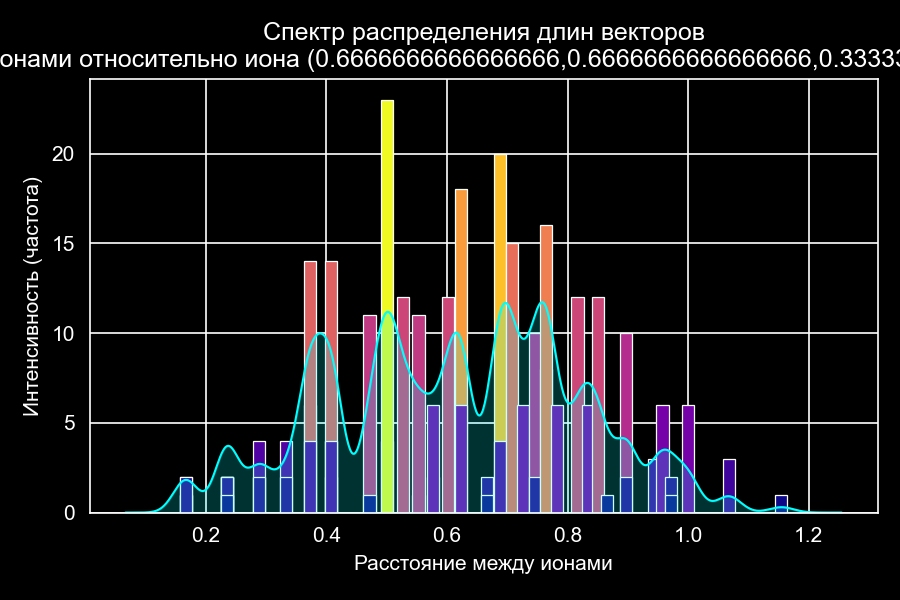 Спектр распределения длин векторов
онами относительно иона (0.6666666666666666,0.6666666666666666,0.33333
Интенсивность (частота)
20
15
10
5
0
0.2 0.4 0.6 0.8 1.0 1.2
Расстояние между ионами